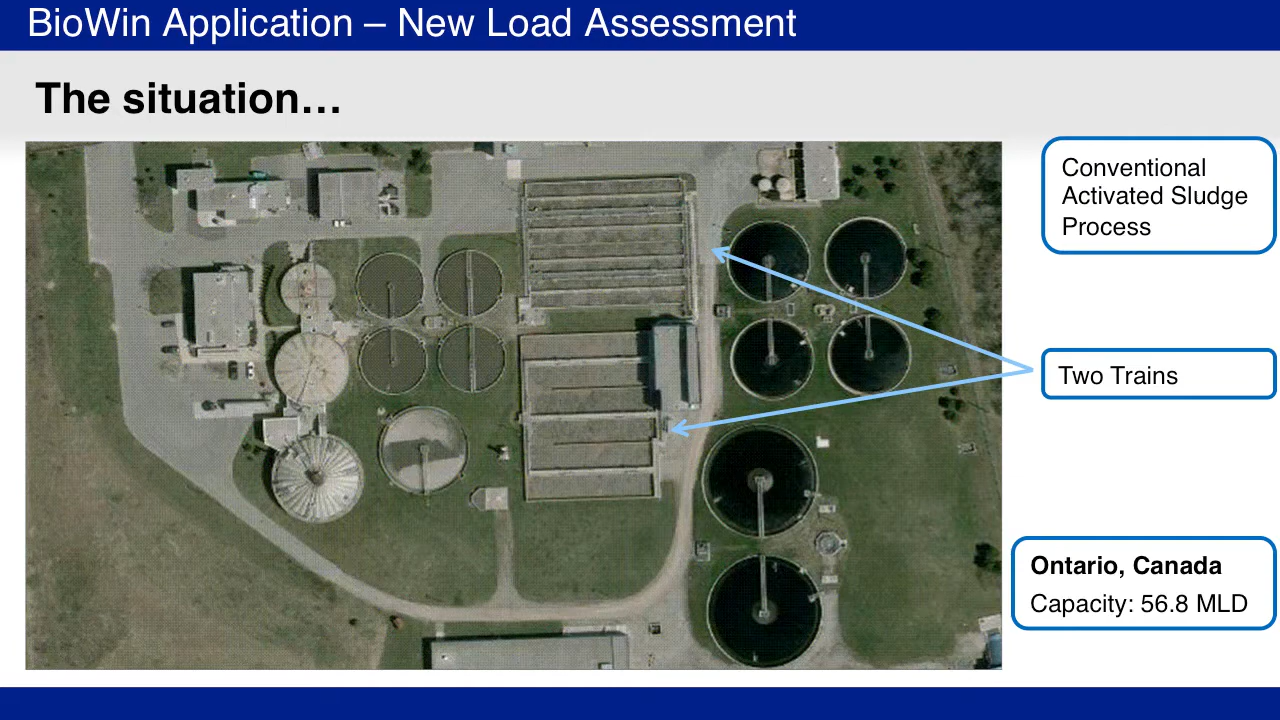 BioWin Application – New Load Assessment
The situation…
Conventional
Activated Sludge
Process
Two Trains
Ontario, Canada
Capacity: 56.8 MLD